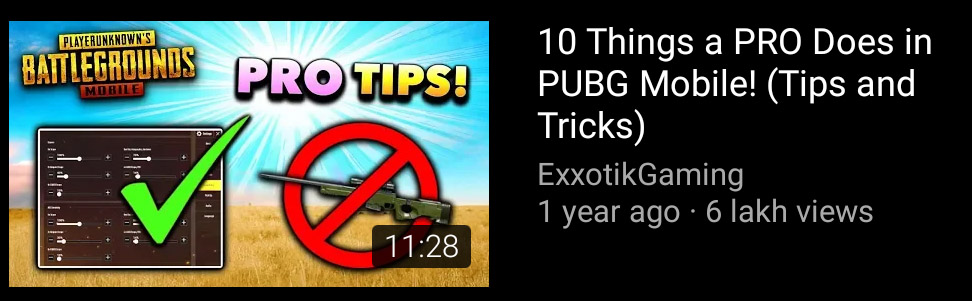 PLAYERUNKNOWN'S
BATTLEGROUNDS
MOBILE
PRO TIPS!
11:28
10 Things a PRO Does in
PUBG Mobile! (Tips and
Tricks)
ExxotikGaming
1 year ago · 6 lakh views